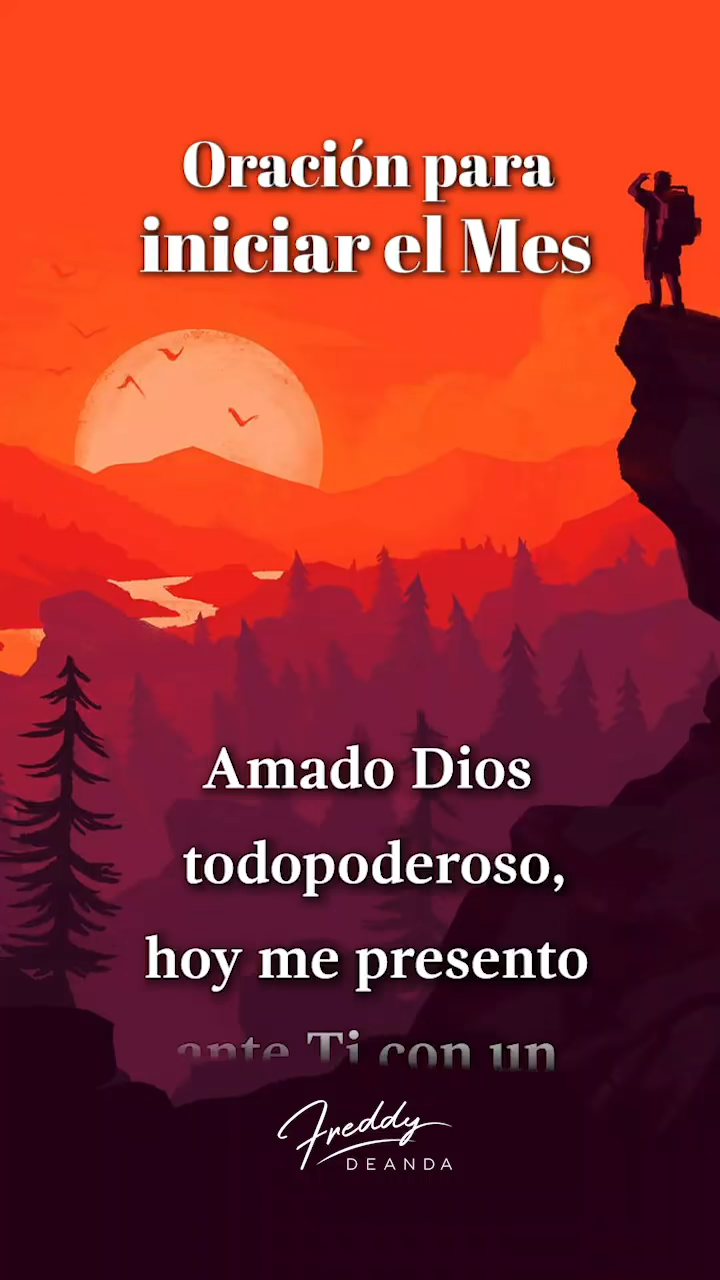 Oración para
iniciar el Mes
Amado Dios
todopoderoso,
hoy me presento
ante Ti con un
Freddy
DEANDA